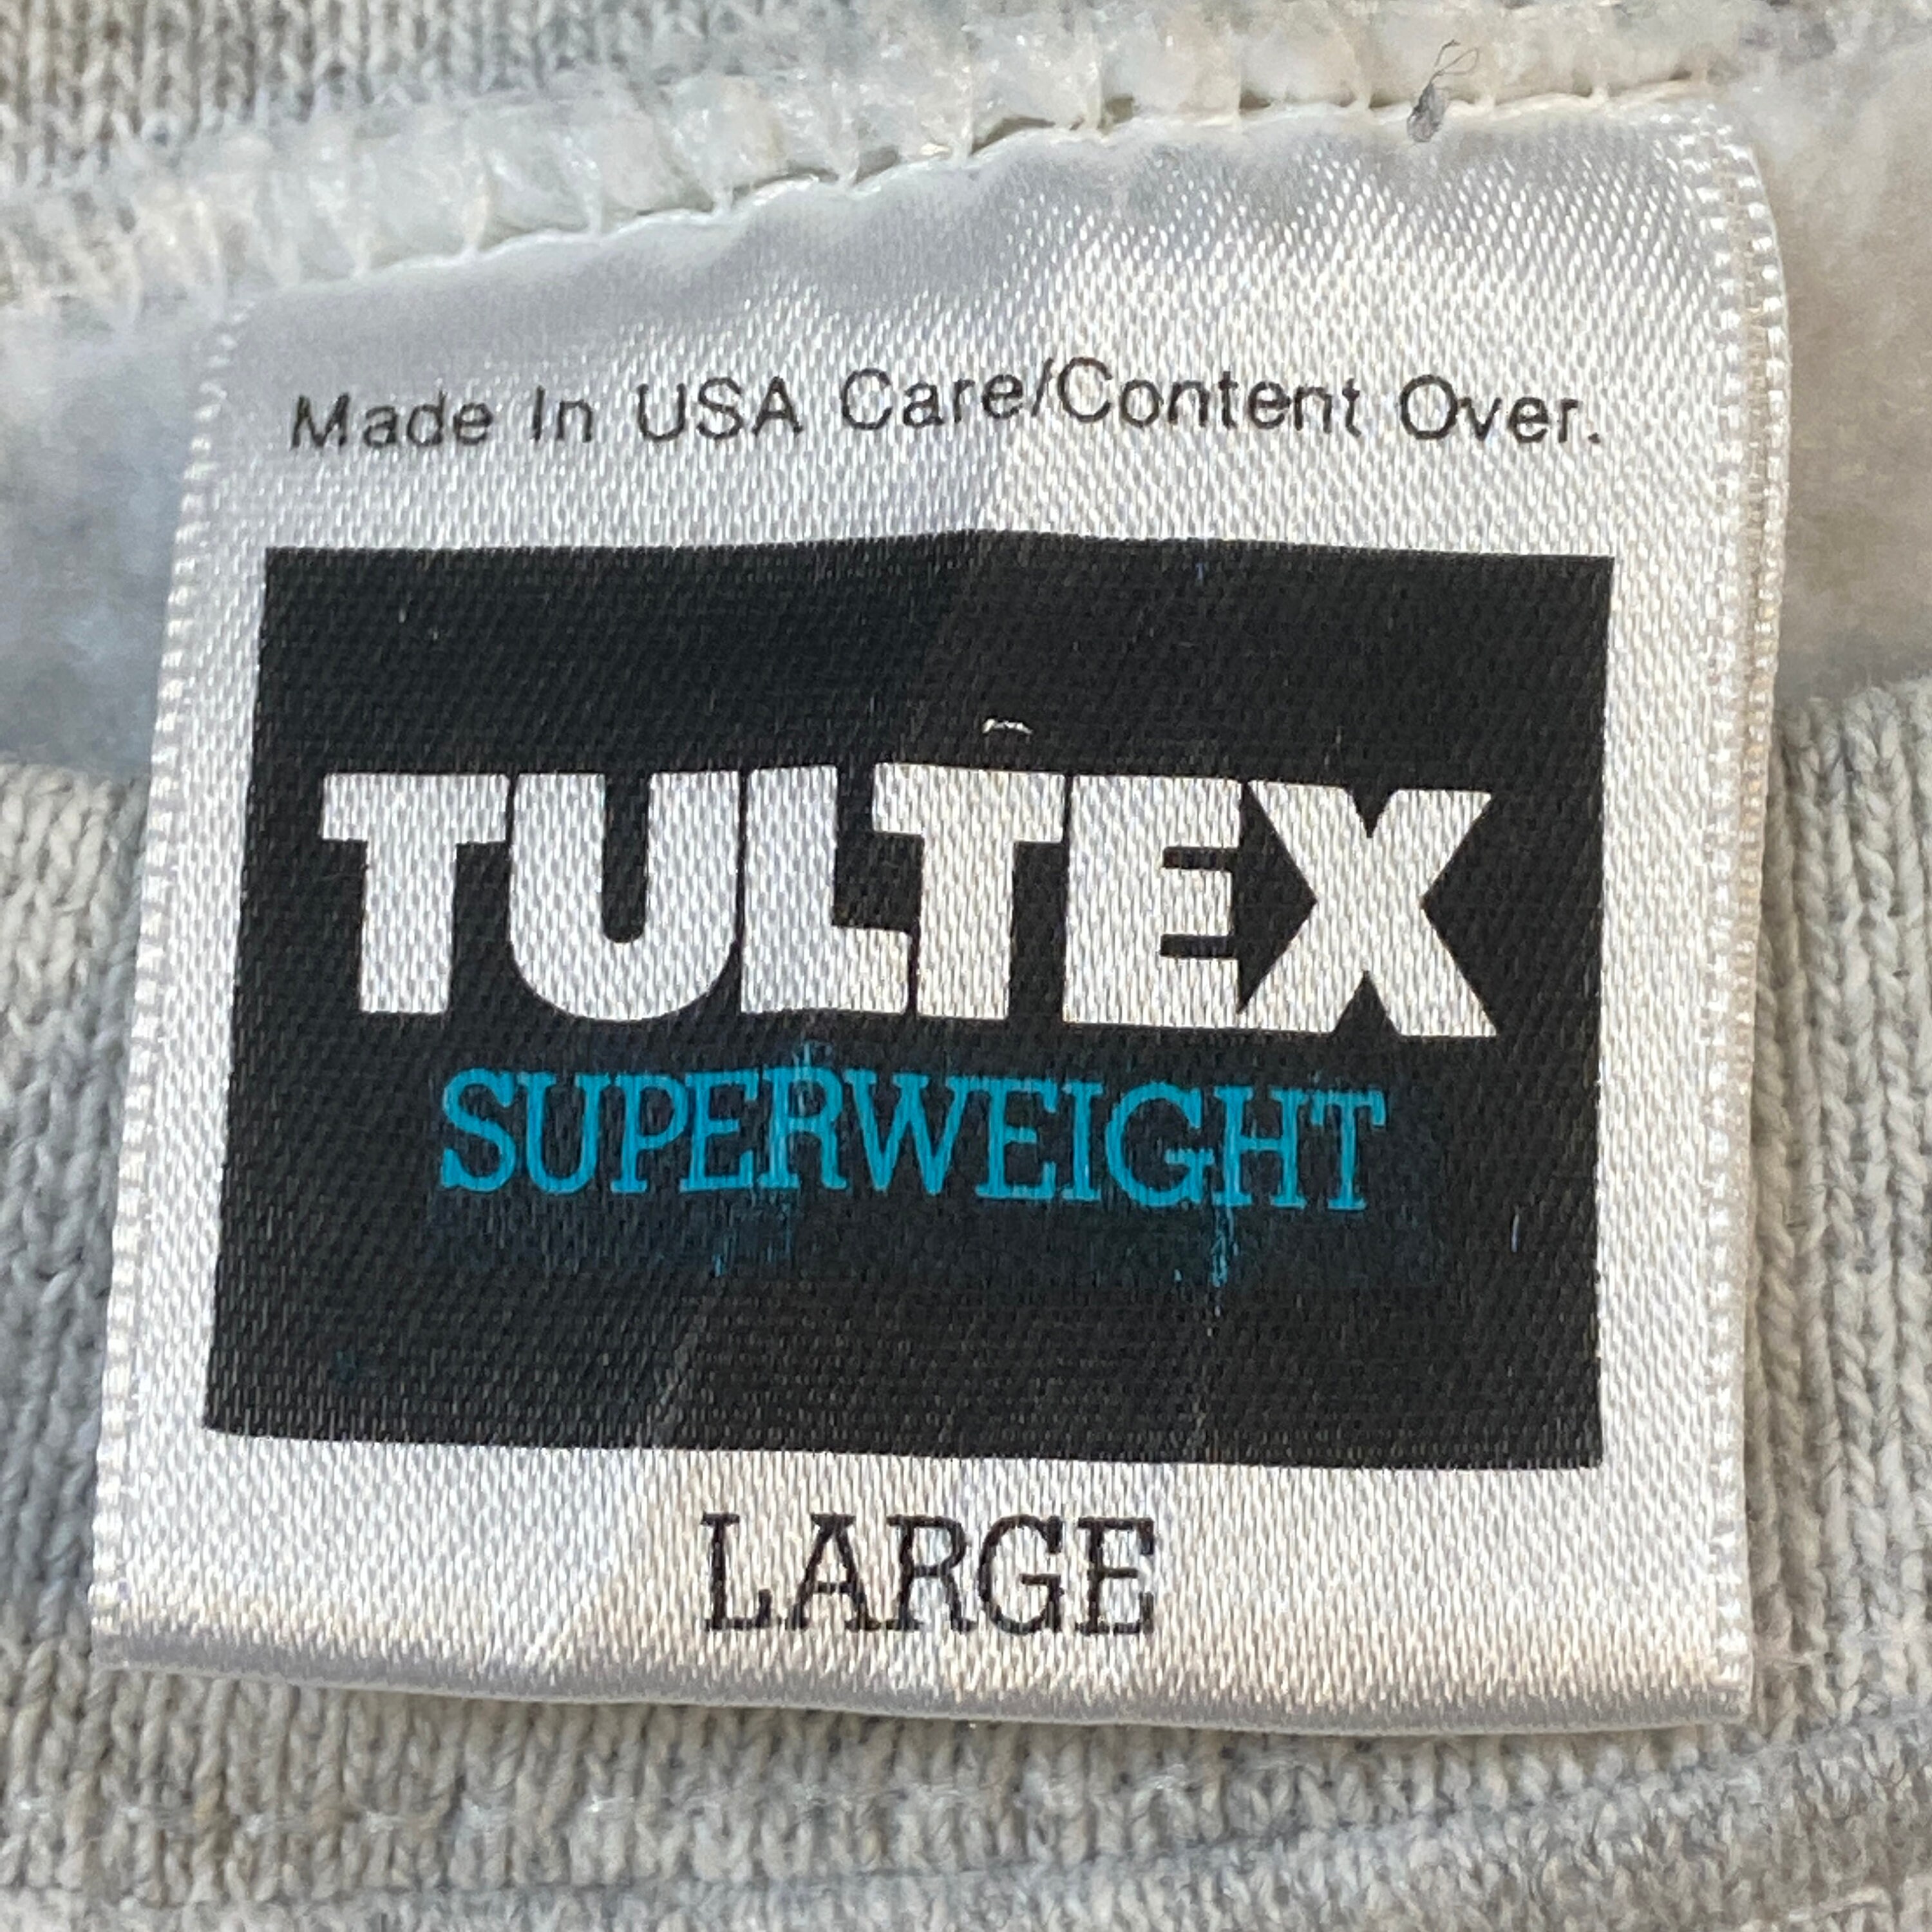 Made In USA Care/Content Over.
TULTEX
SUPERWEIGHT
LARGE